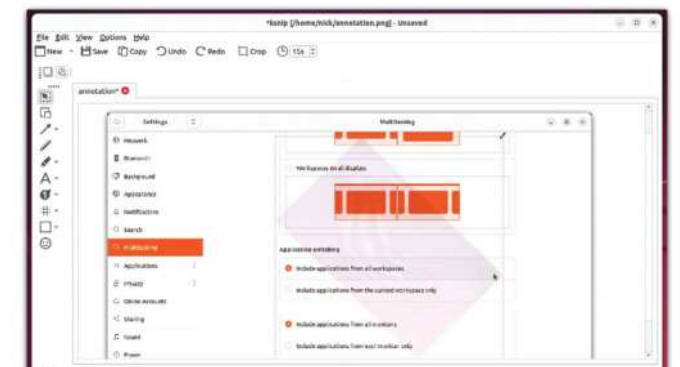 *ksnip [/home/nick/annotation.png] - Unsaved
File Edit View Options Help
New Save Copy Undo Redo Crop 15s
annotation*
Settings
Multitasking
Network
Bluetooth
Background
Appearance
Notifications
Search
Multitasking
Applications
Privacy
Online Accounts
Sharing
Sound
Power
Workspaces on all displays
Application Switching
Include applications from all workspaces
Include applications from the current workspace only
Include applications from all monitors
Include applications from each monitor only